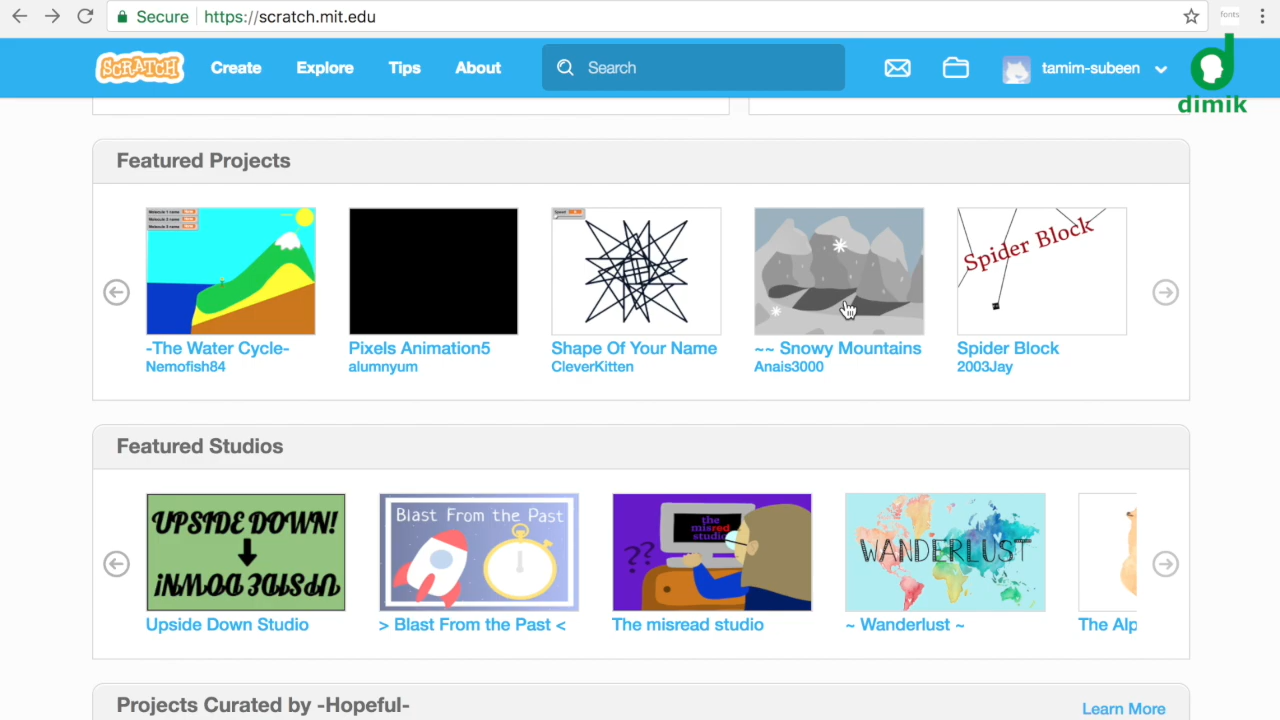 Secure https://scratch.mit.edu
fonts
SCRATCH Create Explore Tips About Search tamim-subeen
dimik
Featured Projects
Spider Block
-The Water Cycle- Pixels Animation5 Shape Of Your Name ~~ Snowy Mountains Spider Block
Nemofish84 alumnyum CleverKitten Anais3000 2003Jay
Featured Studios
UPSIDE DOWN!
UPSIDE DOWN!
Blast From the Past
the
misred
studio
??
WANDERLUST
Upside Down Studio > Blast From the Past < The misread studio ~ Wanderlust ~ The Alp
Projects Curated by -Hopeful- Learn More